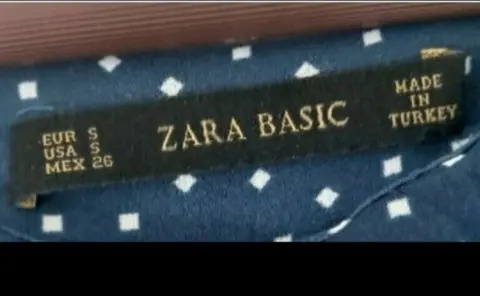 EUR S
USA S
MEX 26
ZARA BASIC
MADE
IN
TURKEY